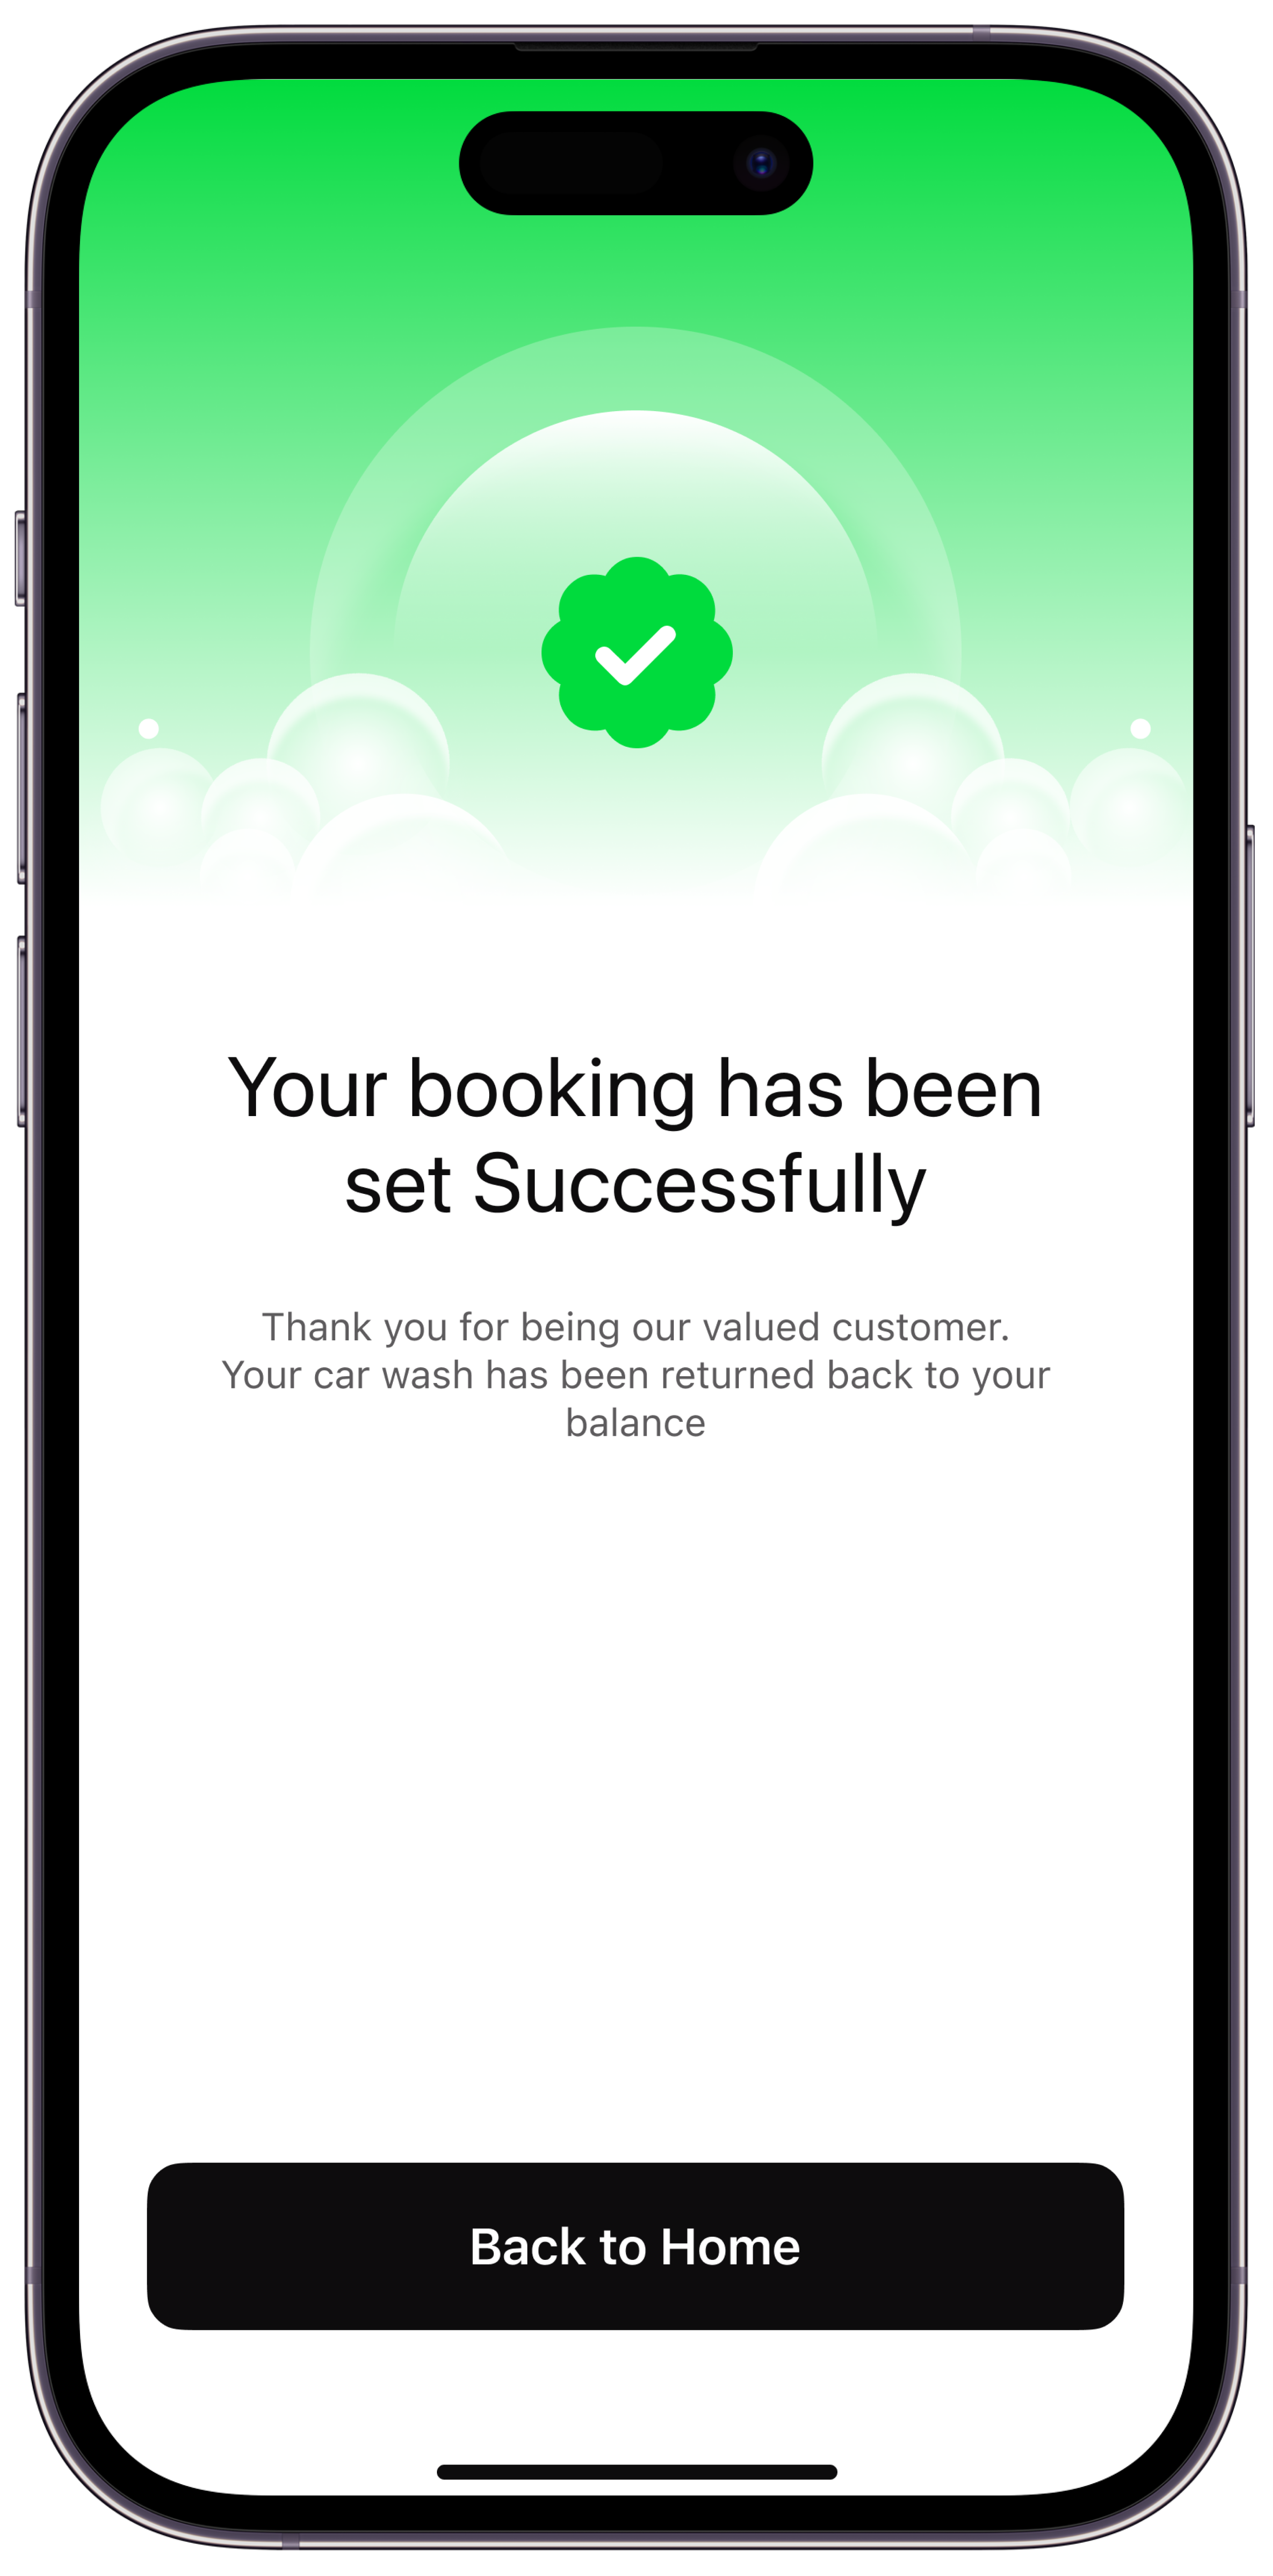 Your booking has been
set Successfully
Thank you for being our valued customer.
Your car wash has been returned back to your
balance
Back to Home